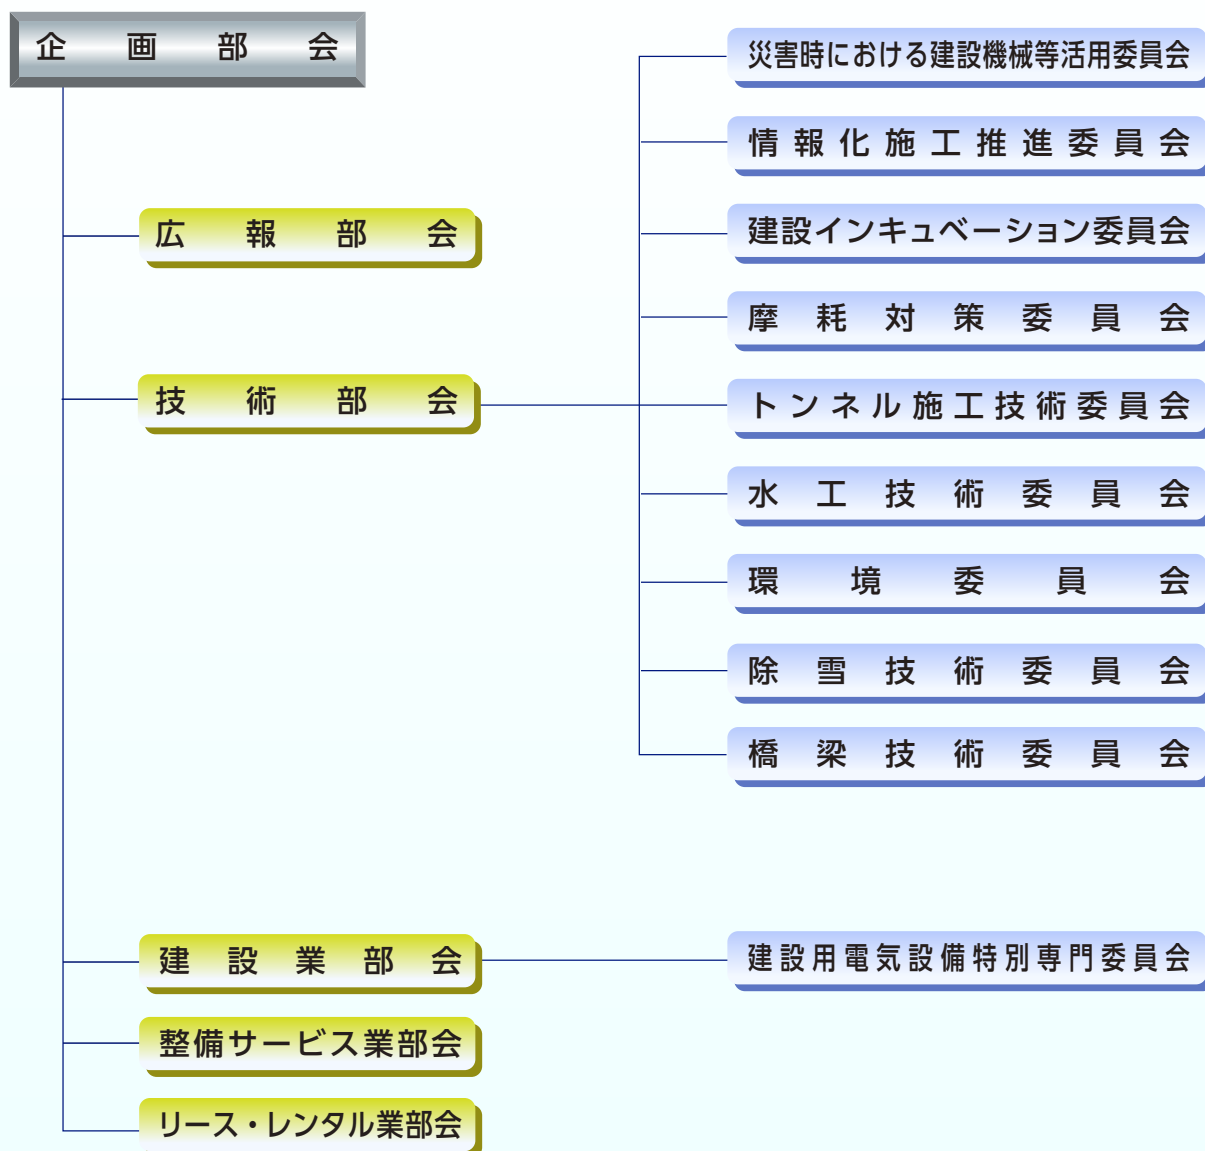 企画部会
広報部会
技術部会
災害時における建設機械等活用委員会
情報化施工推進委員会
建設インキュベーション委員会
摩耗対策委員会
トンネル施工技術委員会
水工技術委員会
環境委員会
除雪技術委員会
橋梁技術委員会
建設業部会
建設用電気設備特別専門委員会
整備サービス業部会
リース・レンタル業部会